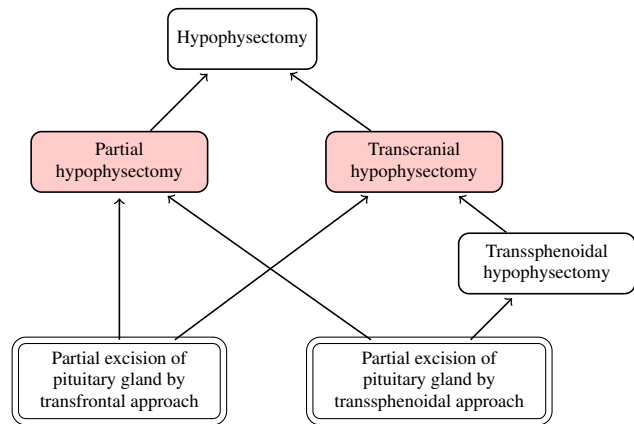 Hypophysectomy
Partial
hypophysectomy
Transcranial
hypophysectomy
Transsphenoidal
hypophysectomy
Partial excision of
pituitary gland by
transfrontal approach
Partial excision of
pituitary gland by
transsphenoidal approach